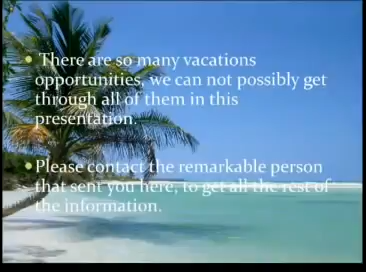 • There are so many vacations
opportunities, we can not possibly get
through all of them in this
presentation.
• Please contact the remarkable person
that sent you here, to get all the rest of
the information.